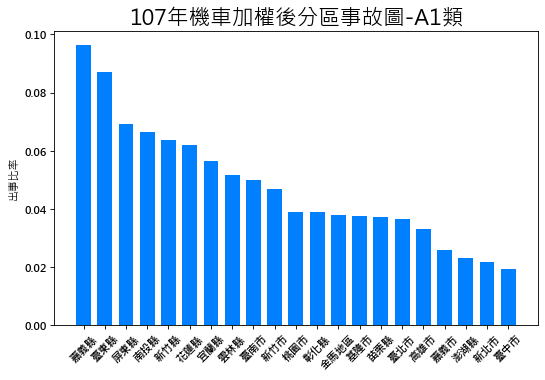 107年機車加權後分區事故圖-A1類
出事比率
0.10
0.08
0.06
0.04
0.02
0.00
嘉義縣
臺東縣
屏東縣
南投縣
新竹縣
花蓮縣
宜蘭縣
雲林縣
臺南市
新竹市
桃園市
彰化縣
金馬地區
基隆市
苗栗縣
臺北市
高雄市
嘉義市
澎湖縣
新北市
臺中市